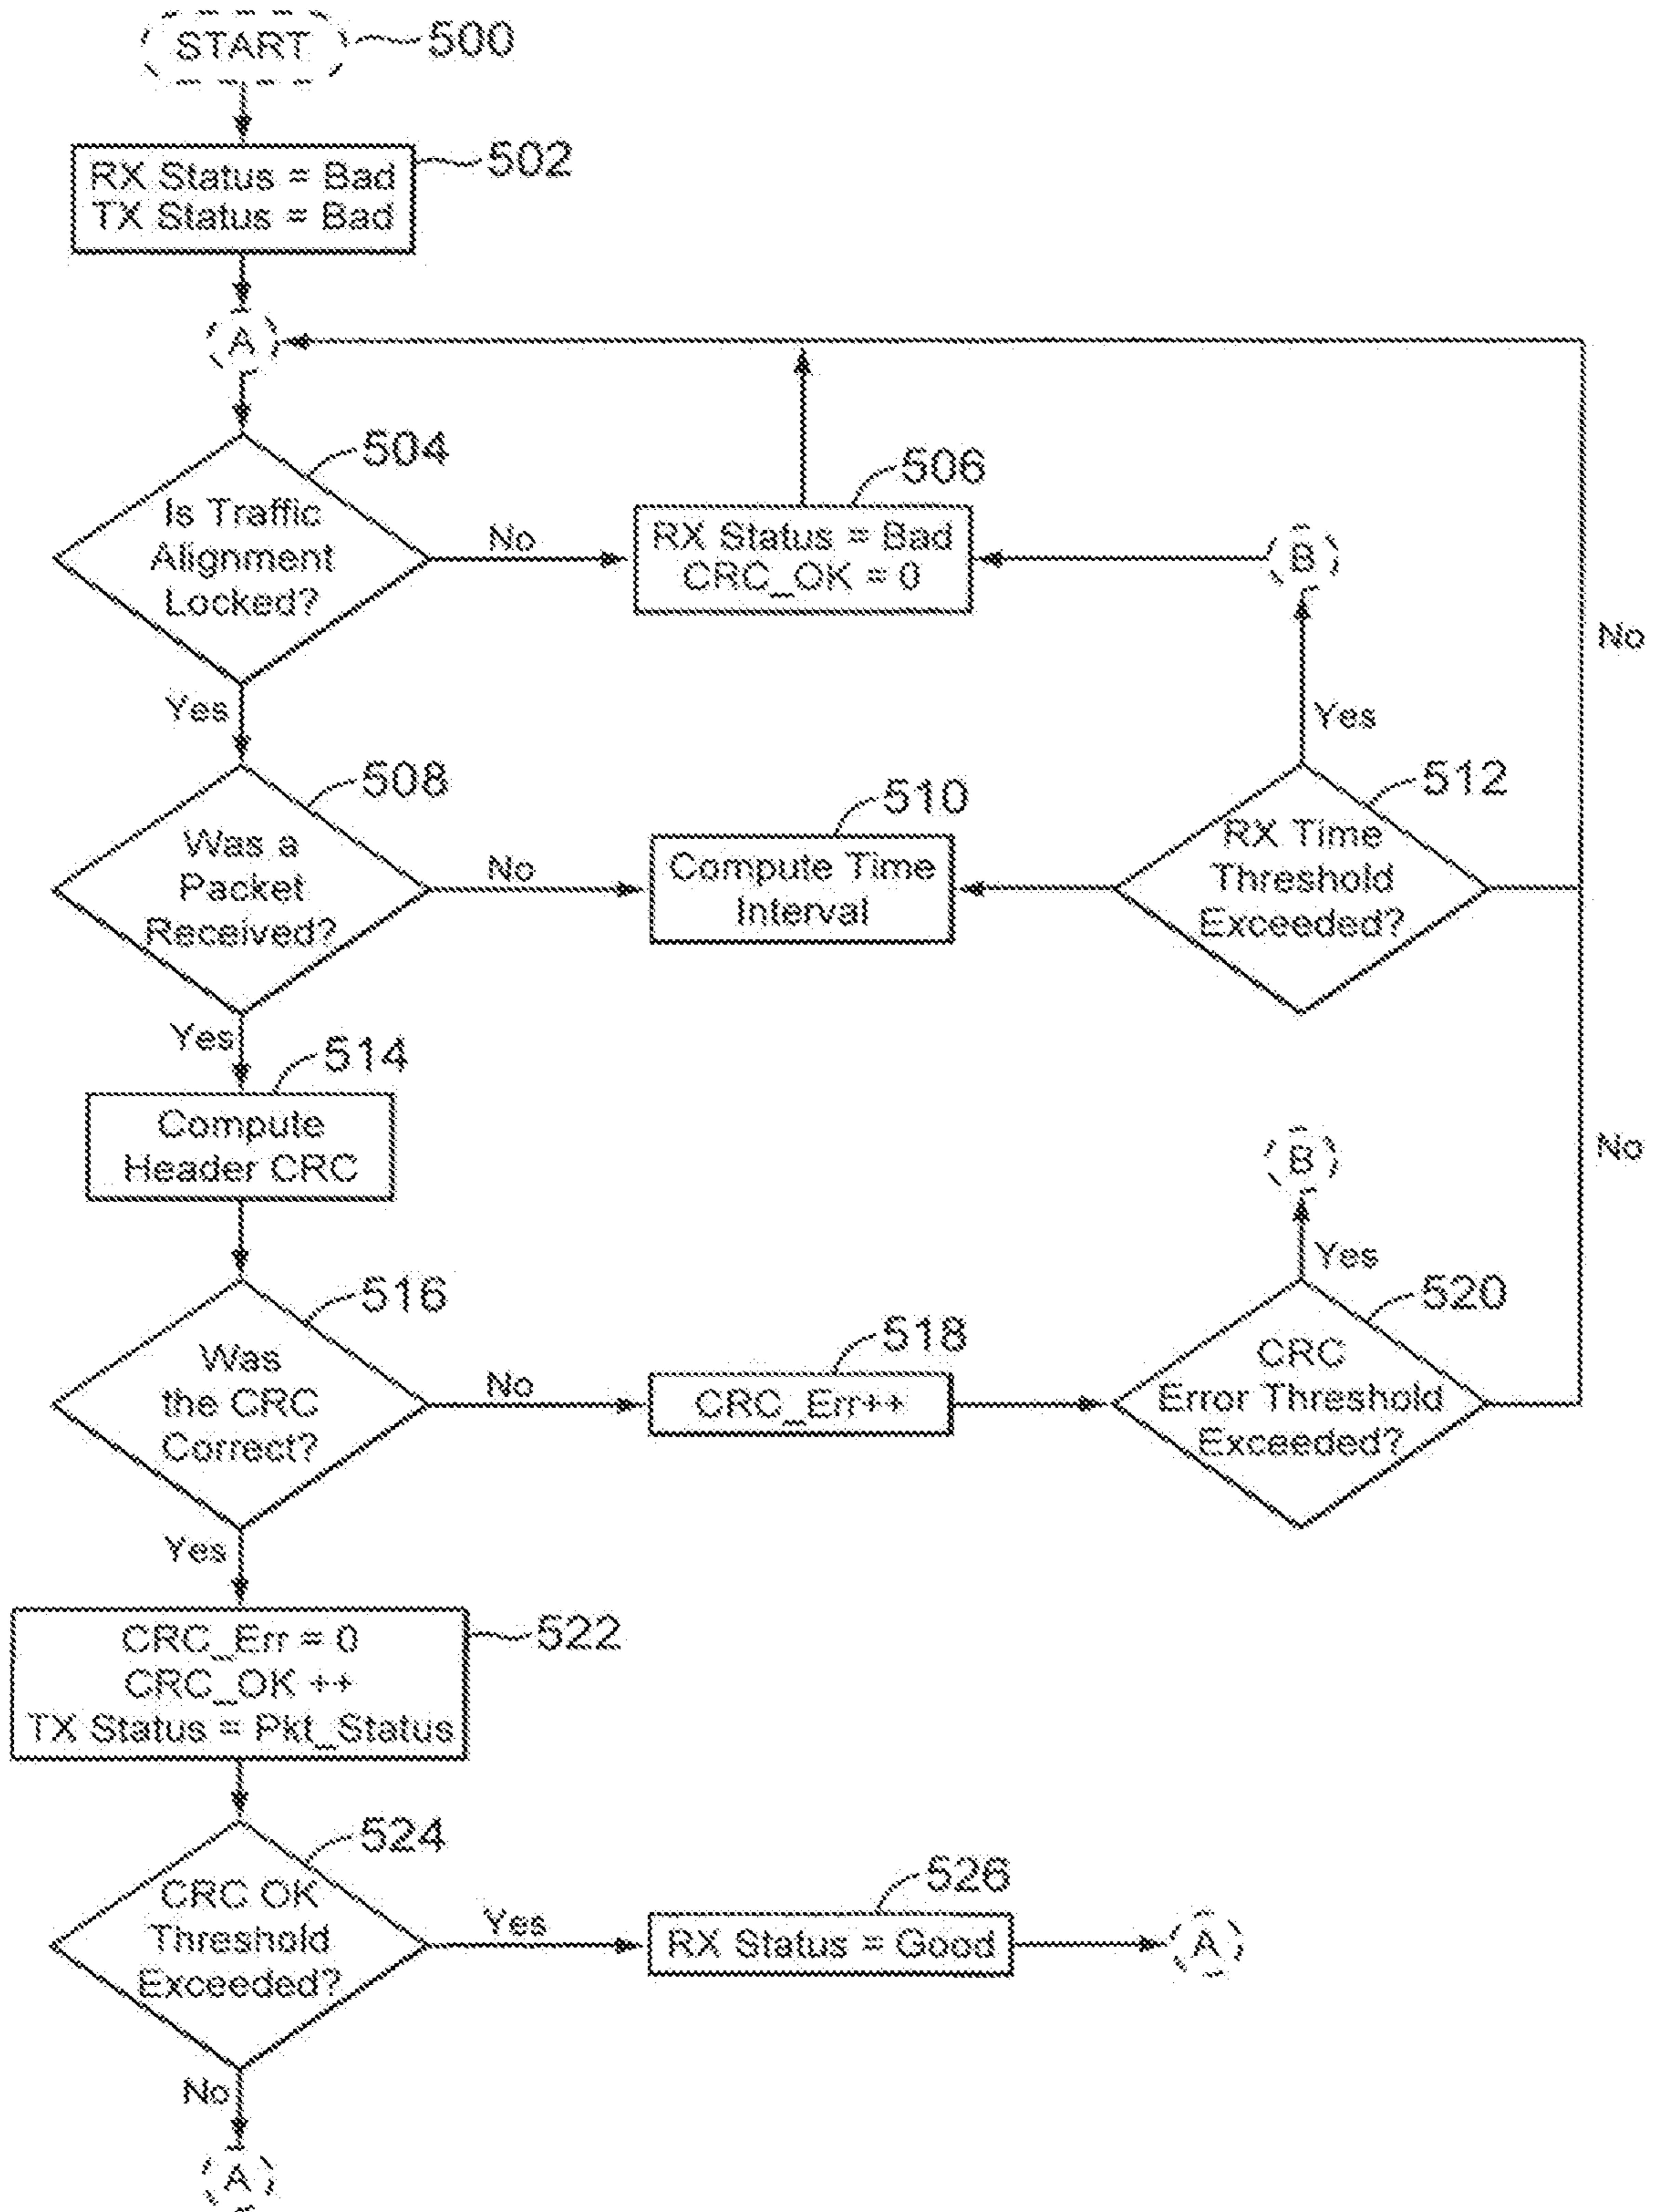 START
500
RX Status = Bad
TX Status = Bad
502
A
Is Traffic
Alignment
Locked?
504
No
RX Status = Bad
CRC_OK = 0
506
B
No
Yes
Yes
Was a
Packet
Received?
508
No
Compute Time
Interval
510
RX Time
Threshold
Exceeded?
512
Yes
Compute
Header CRC
514
B
No
Yes
Was
the CRC
Correct?
516
No
CRC_Err++
518
CRC
Error Threshold
Exceeded?
520
Yes
CRC_Err = 0
CRC_OK ++
TX Status = Pkt_Status
522
CRC OK
Threshold
Exceeded?
524
Yes
RX Status = Good
526
A
No
A